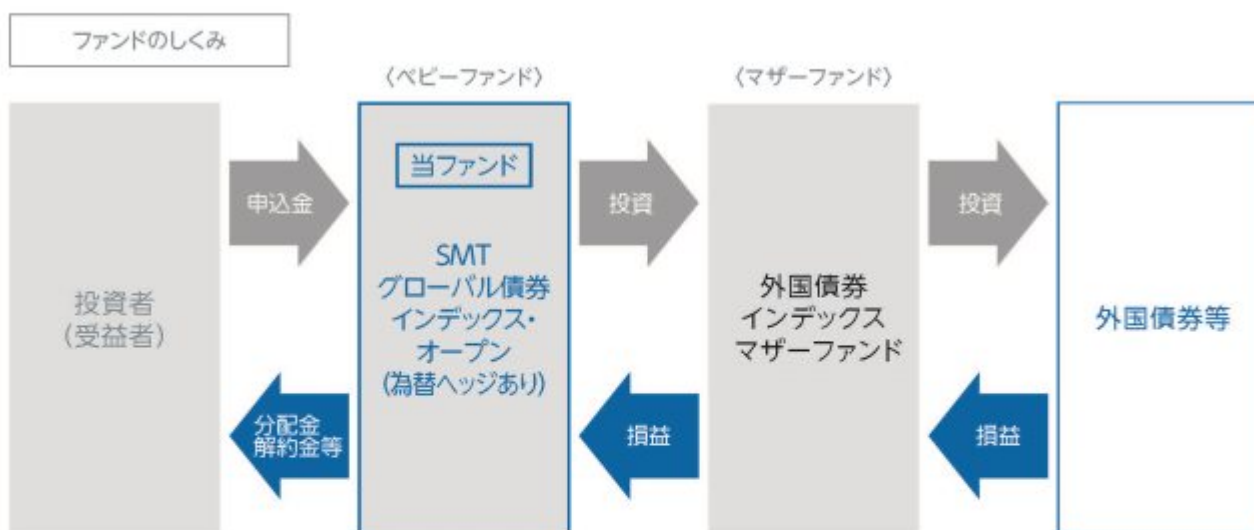 ファンドのしくみ
〈ベビーファンド〉
〈マザーファンド〉
投資者
(受益者)
申込金
分配金
解約金等
当ファンド
SMT
グローバル債券
インデックス・
オープン
(為替ヘッジあり)
投資
損益
外国債券
インデックス
マザーファンド
投資
損益
外国債券等